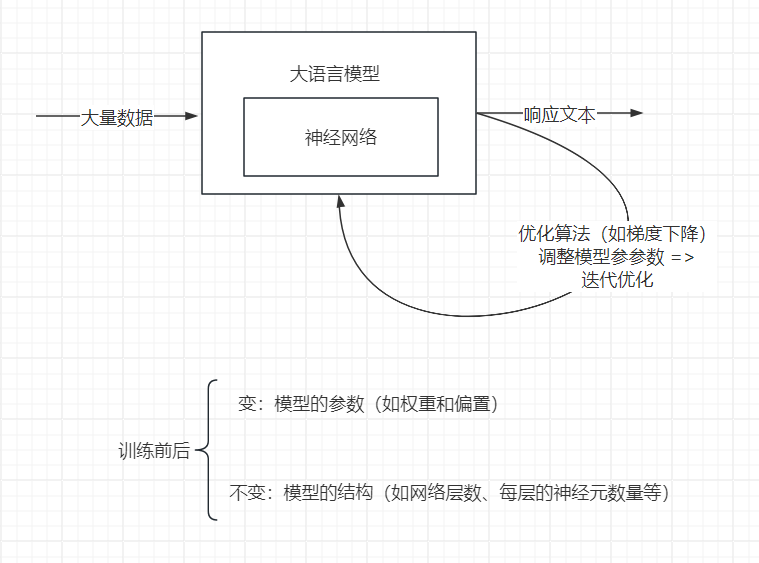 大语言模型
大量数据
神经网络
响应文本
优化算法（如梯度下降）
调整模型参参数 =>
迭代优化
变：模型的参数（如权重和偏置）
训练前后
不变：模型的结构（如网络层数、每层的神经元数量等）